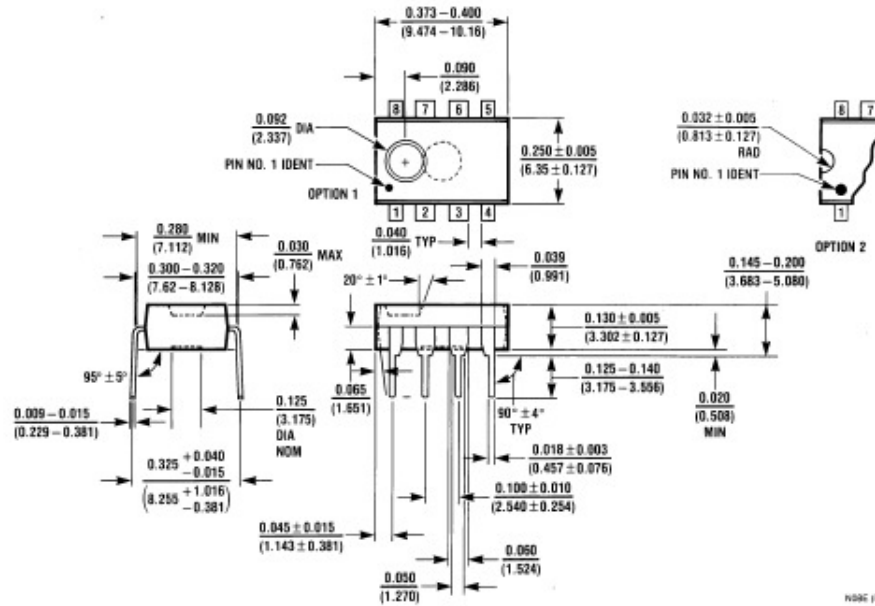 0.373–0.400
(9.474–10.16)
0.090
(2.286)
8 7 6 5
0.092
(2.337) DIA
PIN NO. 1 IDENT
OPTION 1
0.250 ± 0.005
(6.35 ± 0.127)
1 2 3 4
8 7
0.032 ± 0.005
(0.813 ± 0.127)
RAD
PIN NO. 1 IDENT
1
OPTION 2
0.280
(7.112) MIN
0.300–0.320
(7.62–8.128)
0.030
(0.762) MAX
0.040
(1.016) TYP
0.039
(0.991)
0.145–0.200
(3.683–5.080)
20° ±1°
0.130 ± 0.005
(3.302 ± 0.127)
95° ±5°
0.065
(1.651)
0.125–0.140
(3.175–3.556)
0.020
(0.508)
MIN
90° ±4°
TYP
0.009–0.015
(0.229–0.381)
0.125
(3.175)
DIA
NOM
0.018 ± 0.003
(0.457 ± 0.076)
0.325 +0.040 -0.015
(8.255 +1.016 -0.381)
0.100 ± 0.010
(2.540 ± 0.254)
0.045 ± 0.015
(1.143 ± 0.381)
0.060
(1.524)
0.050
(1.270)